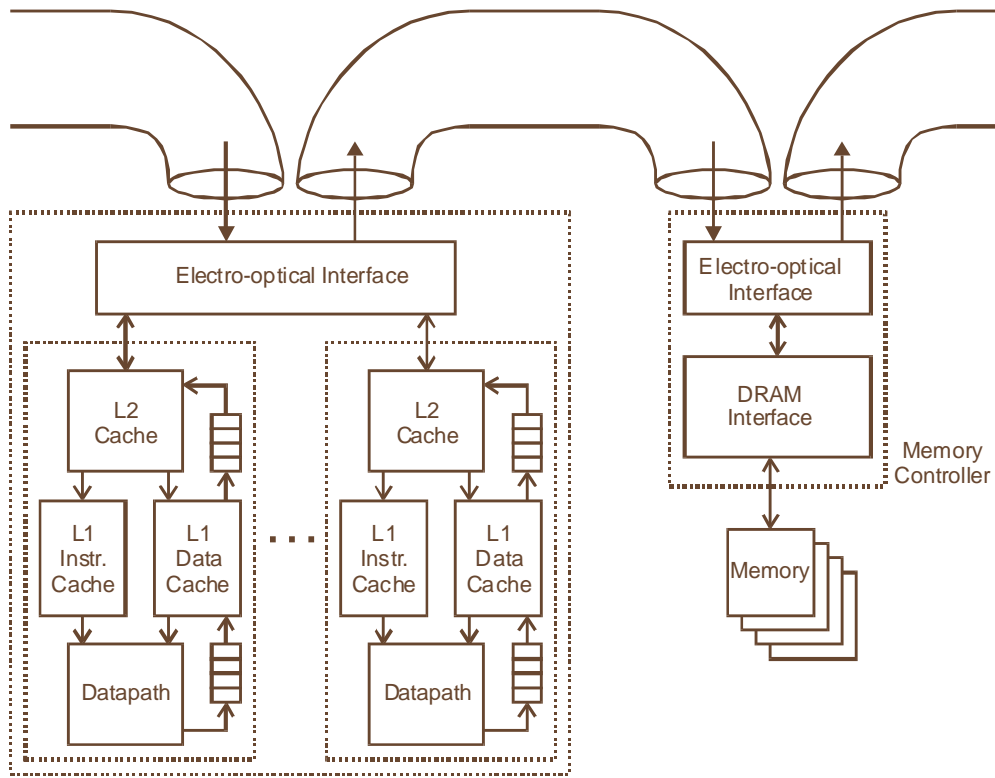 Electro-optical Interface
Electro-optical
Interface
L2
Cache
L2
Cache
DRAM
Interface
Memory
Controller
L1
Instr.
Cache
L1
Data
Cache
L1
Instr.
Cache
L1
Data
Cache
Memory
Datapath
Datapath